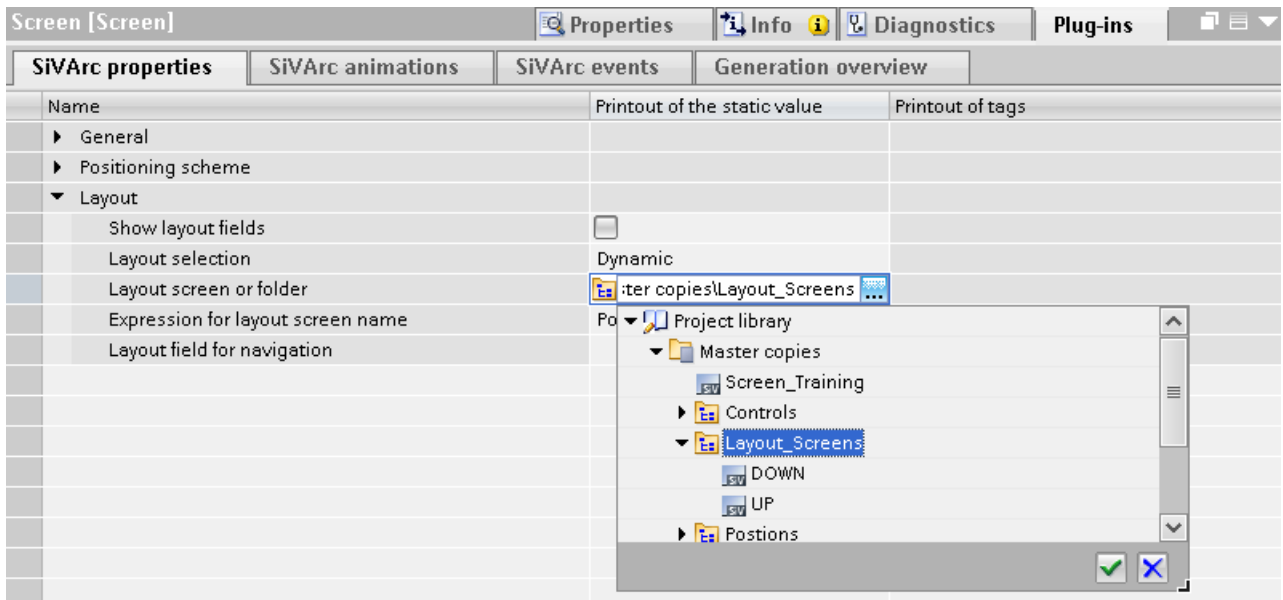 Screen [Screen]
Properties
Info
Diagnostics
Plug-ins
SiVArc properties
SiVArc animations
SiVArc events
Generation overview
Name
Printout of the static value
Printout of tags
General
Positioning scheme
Layout
Show layout fields
Layout selection
Dynamic
Layout screen or folder
:ter copies\Layout_Screens
...
Expression for layout screen name
Po
Project library
Layout field for navigation
Master copies
Screen_Training
Controls
Layout_Screens
DOWN
UP
Postions